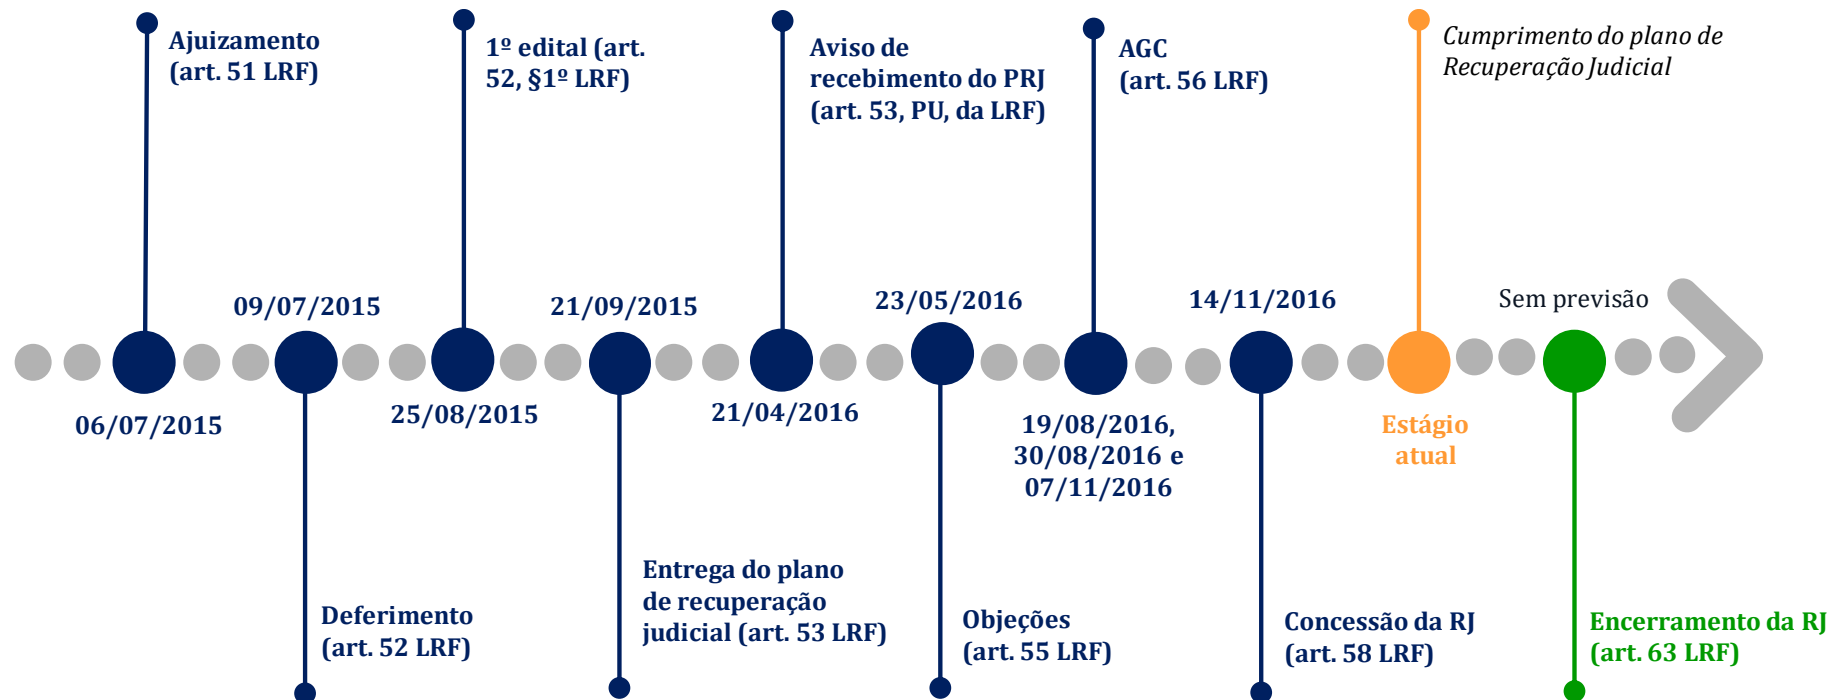 Ajuizamento
(art. 51 LRF)
1º edital (art.
52, §1º LRF)
Aviso de
recebimento do PRJ
(art. 53, PU, da LRF)
AGC
(art. 56 LRF)
Cumprimento do plano de
Recuperação Judicial
09/07/2015
21/09/2015
23/05/2016
14/11/2016
Sem previsão
06/07/2015
25/08/2015
21/04/2016
19/08/2016,
30/08/2016 e
07/11/2016
Estágio
atual
Deferimento
(art. 52 LRF)
Entrega do plano
de recuperação
judicial (art. 53 LRF)
Objeções
(art. 55 LRF)
Concessão da RJ
(art. 58 LRF)
Encerramento da RJ
(art. 63 LRF)